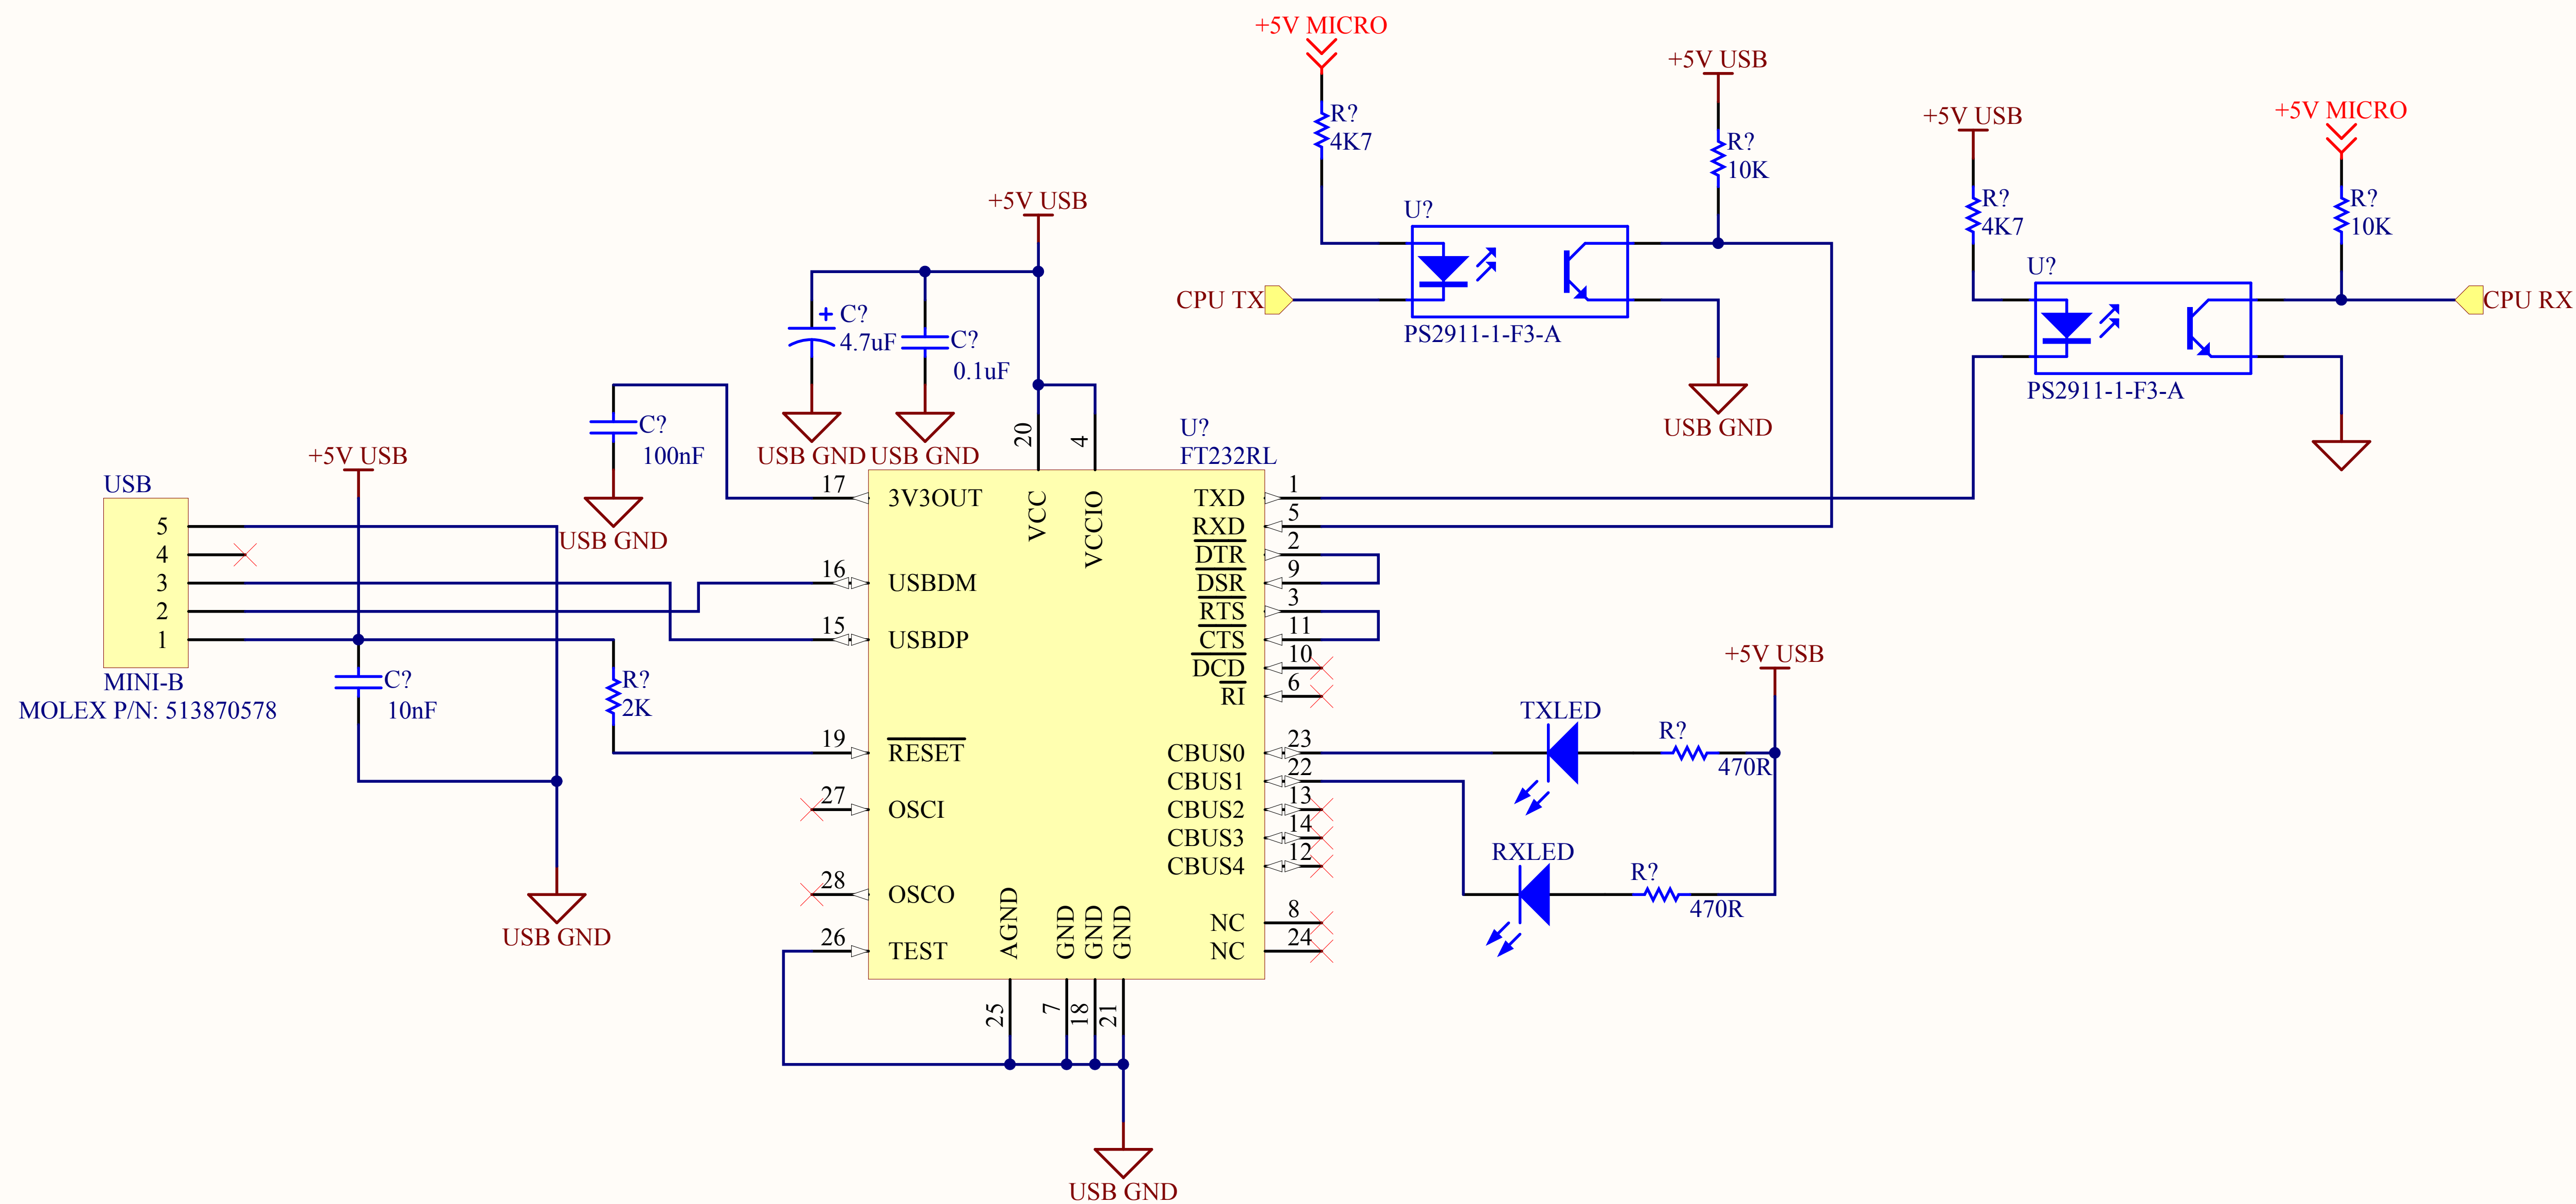 +5V MICRO
R?
4K7
+5V USB
R?
10K
+5V USB
R?
4K7
+5V MICRO
R?
10K
+5V USB
U?
PS2911-1-F3-A
CPU TX
USB GND
U?
PS2911-1-F3-A
CPU RX
C?
4.7uF
C?
0.1uF
USB GND
USB GND
C?
100nF
USB GND
+5V USB
USB
5
4
3
2
1
MINI-B
MOLEX P/N: 513870578
C?
10nF
R?
2K
USB GND
U?
FT232RL
20
VCC
4
VCCIO
17
3V3OUT
16
USBDM
15
USBDP
19
RESET
27
OSCI
28
OSCO
26
TEST
TXD
1
RXD
5
DTR
2
DSR
9
RTS
3
CTS
11
DCD
10
RI
6
CBUS0
23
CBUS1
22
CBUS2
13
CBUS3
14
CBUS4
12
NC
8
NC
24
AGND
GND
GND
GND
25
7
18
21
USB GND
+5V USB
TXLED
R?
470R
RXLED
R?
470R